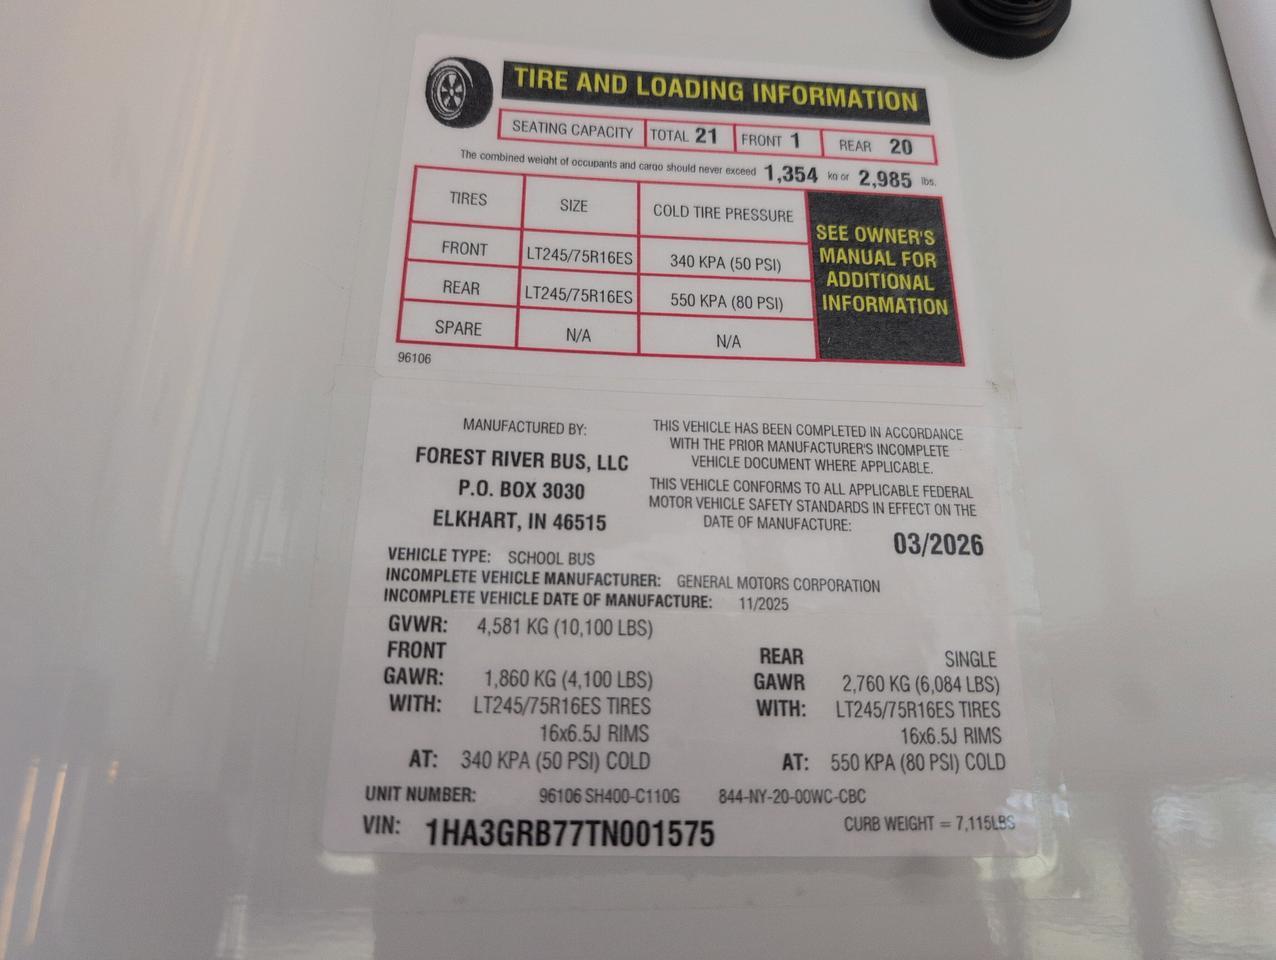 TIRE AND LOADING INFORMATION
SEATING CAPACITY TOTAL 21 FRONT 1 REAR 20
The combined weight of occupants and cargo should never exceed 1,354 kg or 2,985 lbs.
TIRES SIZE COLD TIRE PRESSURE
FRONT LT245/75R16ES 340 KPA (50 PSI)
REAR LT245/75R16ES 550 KPA (80 PSI)
SPARE N/A N/A
SEE OWNER'S
MANUAL FOR
ADDITIONAL
INFORMATION
96106
MANUFACTURED BY:
FOREST RIVER BUS, LLC
P.O. BOX 3030
ELKHART, IN 46515
THIS VEHICLE HAS BEEN COMPLETED IN ACCORDANCE
WITH THE PRIOR MANUFACTURER'S INCOMPLETE
VEHICLE DOCUMENT WHERE APPLICABLE.
THIS VEHICLE CONFORMS TO ALL APPLICABLE FEDERAL
MOTOR VEHICLE SAFETY STANDARDS IN EFFECT ON THE
DATE OF MANUFACTURE:
03/2026
VEHICLE TYPE: SCHOOL BUS
INCOMPLETE VEHICLE MANUFACTURER: GENERAL MOTORS CORPORATION
INCOMPLETE VEHICLE DATE OF MANUFACTURE: 11/2025
GVWR: 4,581 KG (10,100 LBS)
FRONT
GAWR: 1,860 KG (4,100 LBS)
WITH: LT245/75R16ES TIRES
16x6.5J RIMS
AT: 340 KPA (50 PSI) COLD
REAR SINGLE
GAWR 2,760 KG (6,084 LBS)
WITH: LT245/75R16ES TIRES
16x6.5J RIMS
AT: 550 KPA (80 PSI) COLD
UNIT NUMBER: 96106 SH400-C110G 844-NY-20-00WC-CBC
VIN: 1HA3GRB77TN001575
CURB WEIGHT = 7,115LBS